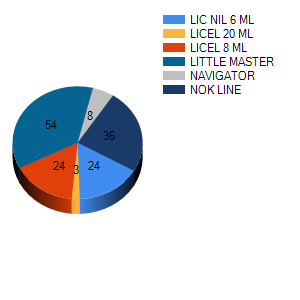 LIC NIL 6 ML
LICEL 20 ML
LICEL 8 ML
LITTLE MASTER
NAVIGATOR
NOK LINE
8
54
36
24
3
24